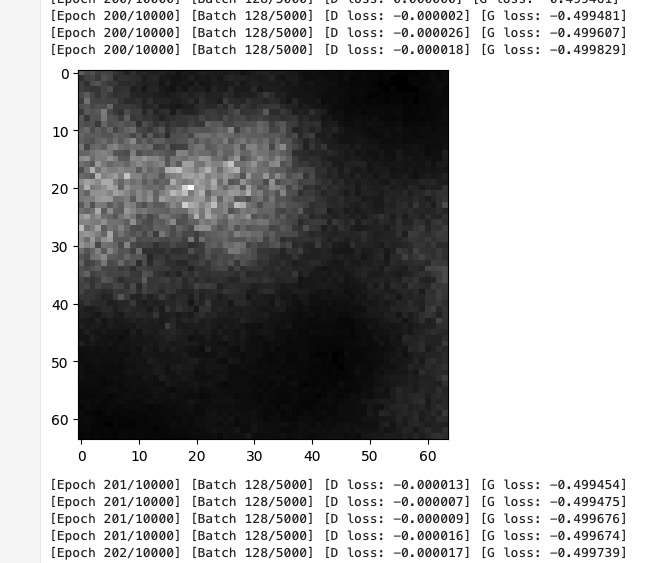 [Epoch 200/10000] [Batch 128/5000] [D loss: −0.000002] [G loss: −0.499481]
[Epoch 200/10000] [Batch 128/5000] [D loss: −0.000026] [G loss: −0.499607]
[Epoch 200/10000] [Batch 128/5000] [D loss: −0.000018] [G loss: −0.499829]
0
10
20
30
40
50
60
0 10 20 30 40 50 60
[Epoch 201/10000] [Batch 128/5000] [D loss: −0.000013] [G loss: −0.499454]
[Epoch 201/10000] [Batch 128/5000] [D loss: −0.000007] [G loss: −0.499475]
[Epoch 201/10000] [Batch 128/5000] [D loss: −0.000009] [G loss: −0.499676]
[Epoch 201/10000] [Batch 128/5000] [D loss: −0.000016] [G loss: −0.499674]
[Epoch 202/10000] [Batch 128/5000] [D loss: −0.000017] [G loss: −0.499739]